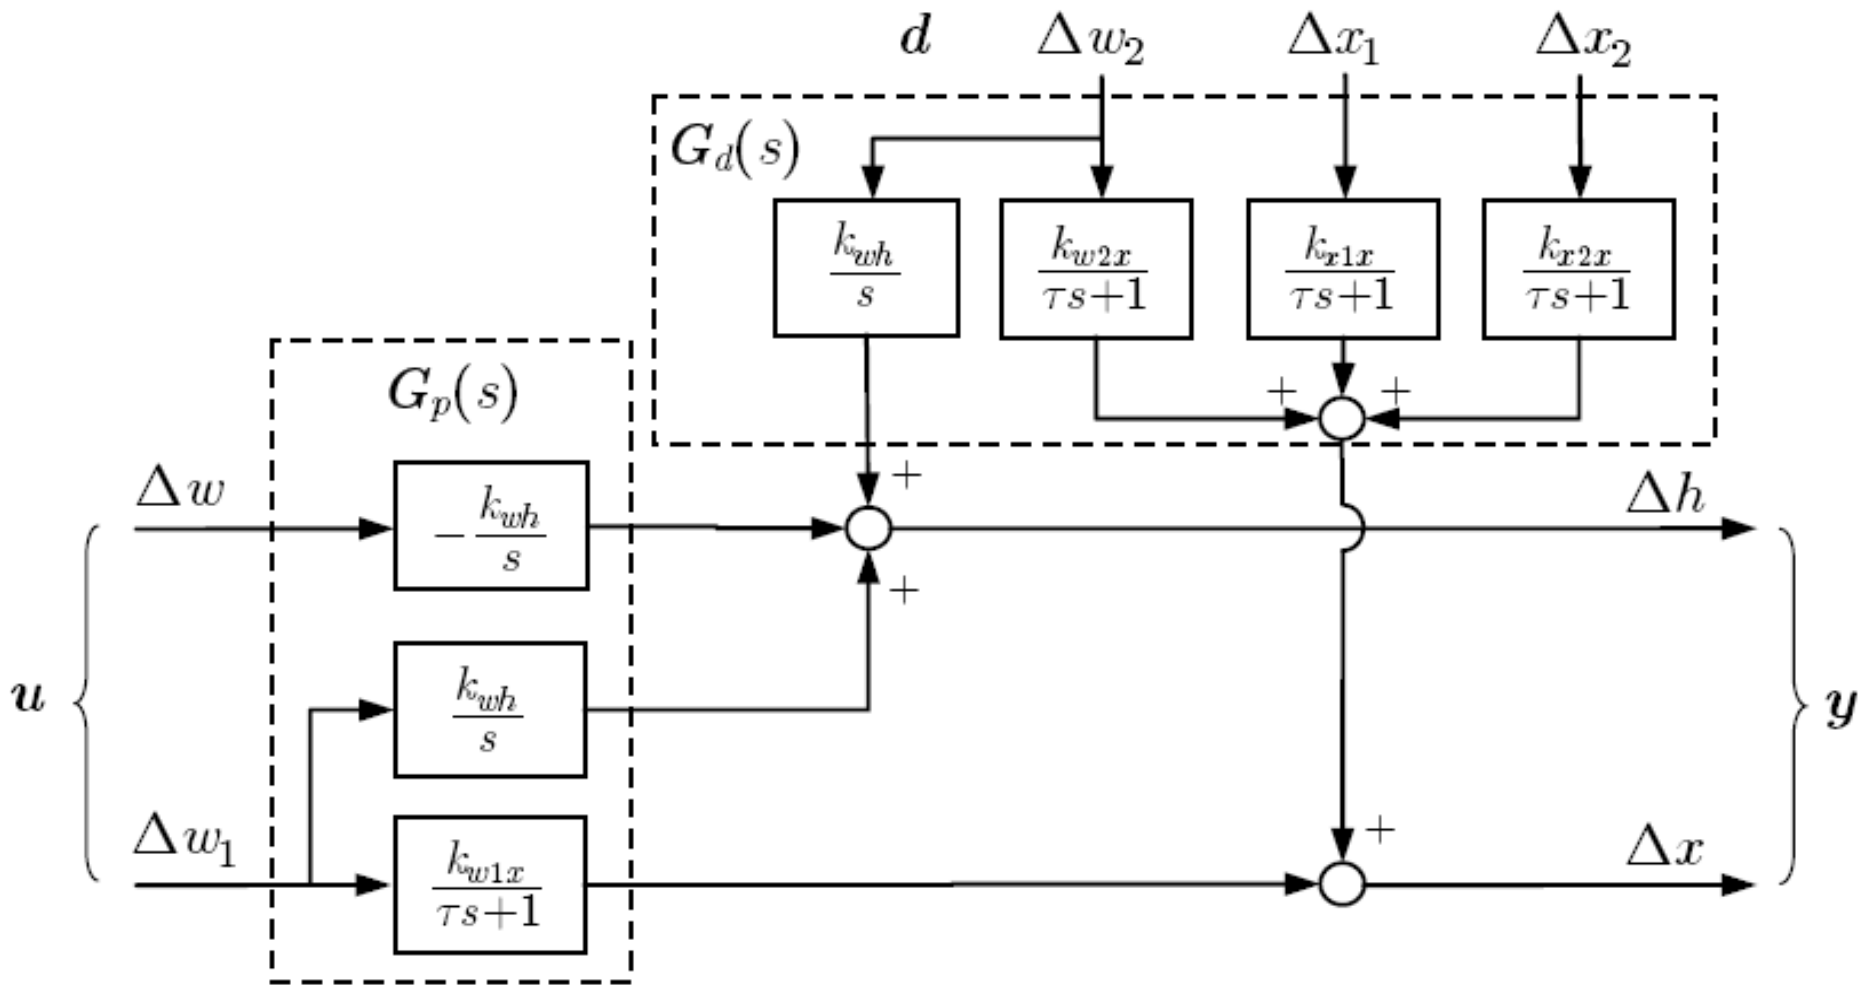 d Δw₂ Δx₁ Δx₂
G_d(s)
k_wh/s k_w2x/τs+1 k_x1x/τs+1 k_x2x/τs+1
G_p(s)
+ +
Δw -k_wh/s + Δh
+
u k_wh/s y
Δw₁ k_w1x/τs+1 + Δx